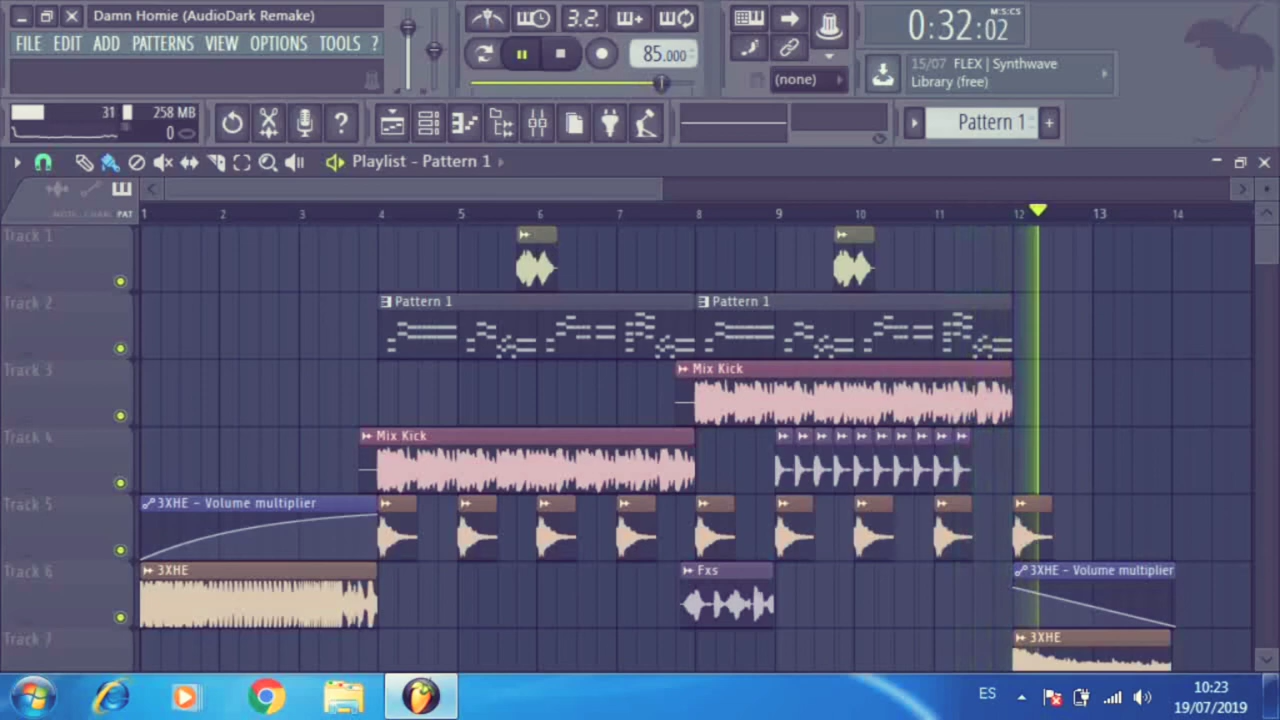 Damn Homie (AudioDark Remake)
FILE EDIT ADD PATTERNS VIEW OPTIONS TOOLS ?
3.2.
85.000
(none)
M:S:CS
0:32:02
15/07 FLEX | Synthwave
Library (free)
31 258 MB
0
?
Pattern 1 +
Playlist - Pattern 1
PAT
1 2 3 4 5 6 7 8 9 10 11 12 13 14
Track 1
Track 2
Pattern 1 Pattern 1
Track 3
Mix Kick
Track 4
Mix Kick
Track 5
3XHE - Volume multiplier
Track 6
3XHE Fxs 3XHE - Volume multiplier
Track 7
3XHE
ES
10:23
19/07/2019